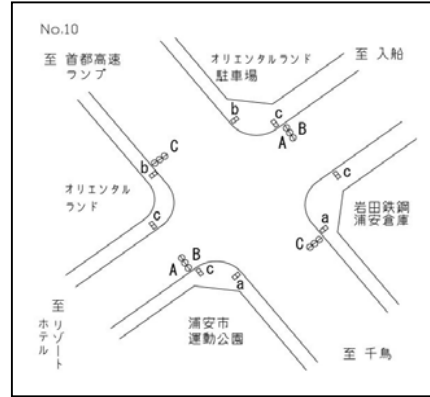 No.10
至 首都高速
ランプ
オリエンタルランド
駐車場
至 入船
b
c
A
B
b
C
c
オリエンタル
ランド
a
C
岩田鉄鋼
浦安倉庫
c
A
B
c
a
至
リゾート
ホテル
浦安市
運動公園
至 千鳥